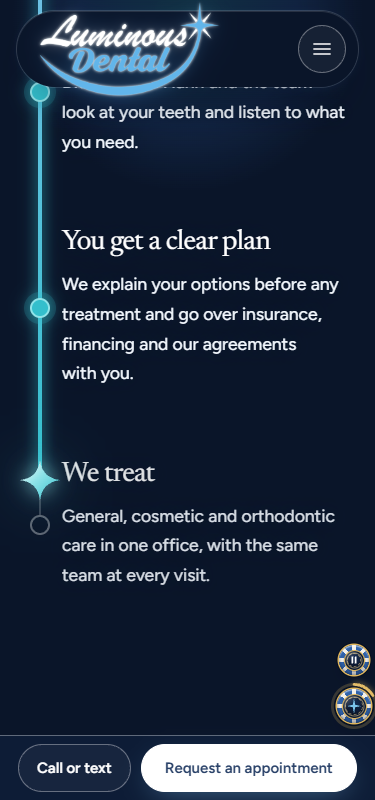 Luminous
Dental
look at your teeth and listen to what
you need.
You get a clear plan
We explain your options before any
treatment and go over insurance,
financing and our agreements
with you.
We treat
General, cosmetic and orthodontic
care in one office, with the same
team at every visit.
Call or text
Request an appointment